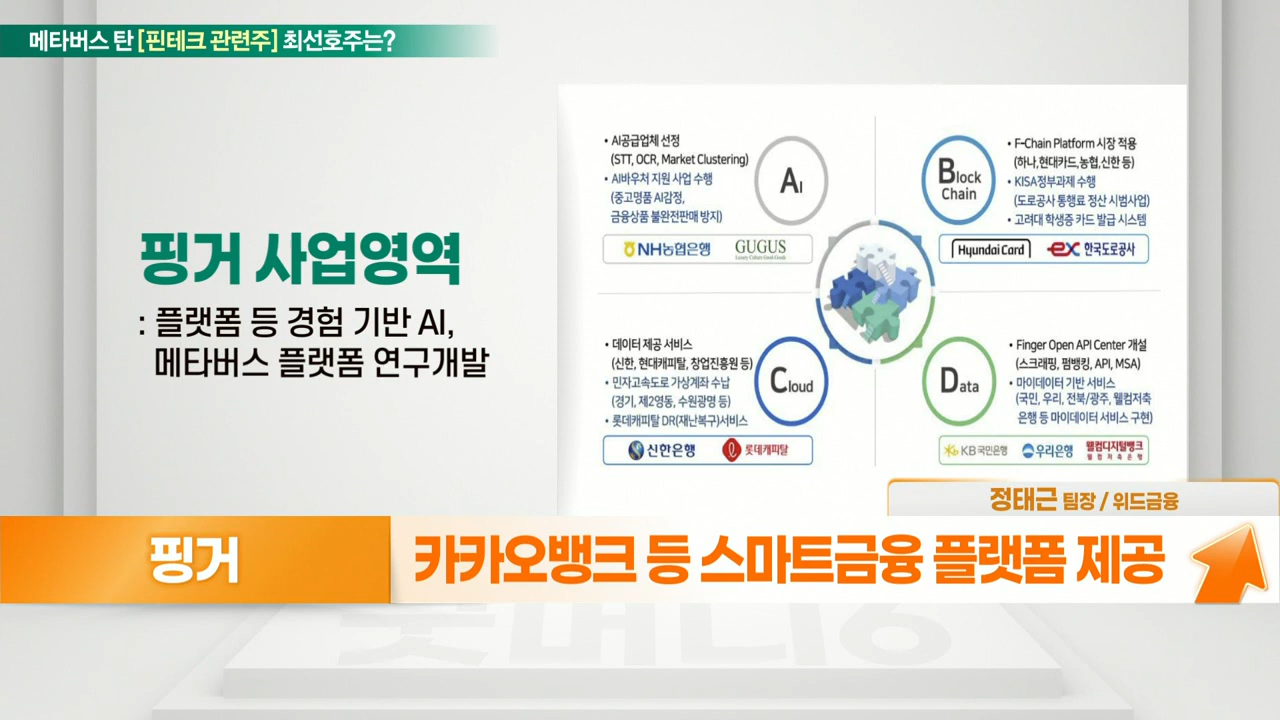 메타버스 탄 [핀테크 관련주] 최선호주는?
핑거 사업영역
: 플랫폼 등 경험 기반 AI,
메타버스 플랫폼 연구개발
• AI공급업체 선정
(STT, OCR, Market Clustering)
• AI바우처 지원 사업 수행
(중고명품 AI감정,
금융상품 불완전판매 방지)
AI
NH농협은행 GUGUS
Luxury Culture Good-Goods
Block
Chain
• F-Chain Platform 시장 적용
(하나,현대카드,농협,신한 등)
• KISA정부과제 수행
(도로공사 통행료 정산 시범사업)
• 고려대 학생증 카드 발급 시스템
Hyundai Card ex 한국도로공사
• 데이터 제공 서비스
(신한, 현대캐피탈, 창업진흥원 등)
• 민자고속도로 가상계좌 수납
(경기, 제2영동, 수원광명 등)
• 롯데캐피탈 DR(재난복구)서비스
Cloud
신한은행 롯데캐피탈
Data
• Finger Open API Center 개설
(스크래핑, 펌뱅킹, API, MSA)
• 마이데이터 기반 서비스
(국민, 우리, 전북/광주, 웰컴저축
은행 등 마이데이터 서비스 구현)
KB국민은행 우리은행 웰컴디지털뱅크
웰컴저축은행
정태근 팀장 / 위드금융
핑거
카카오뱅크 등 스마트금융 플랫폼 제공